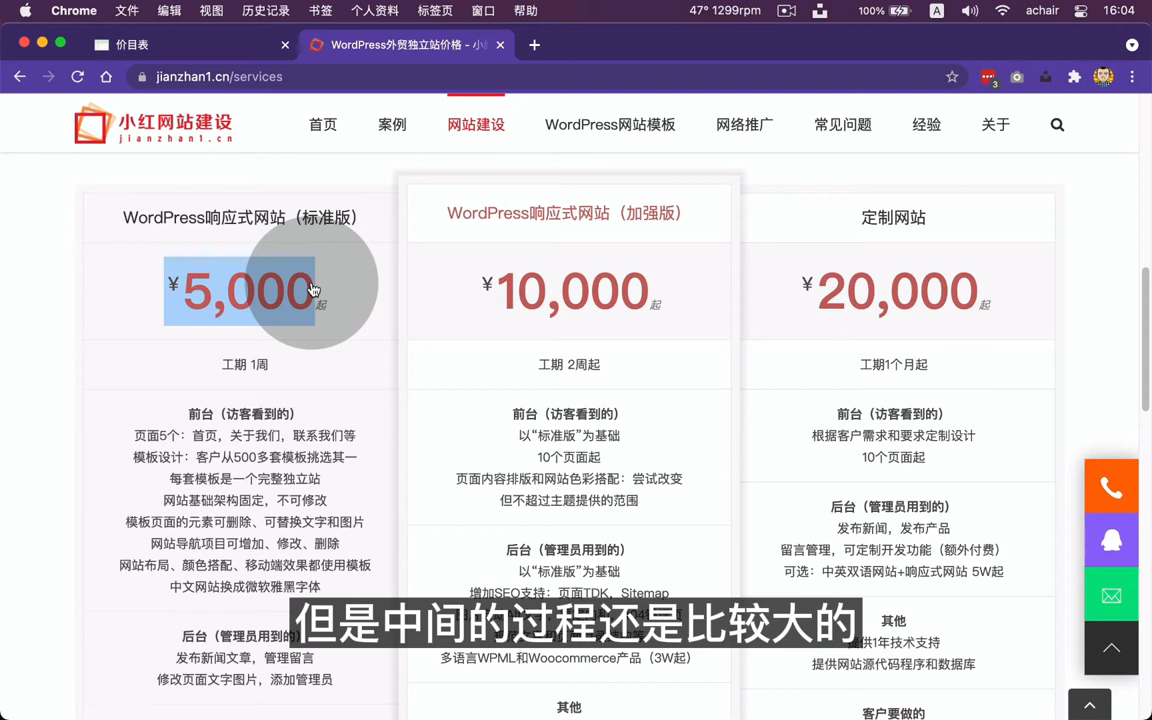 Chrome 文件 编辑 视图 历史记录 书签 个人资料 标签页 窗口 帮助 47° 1299rpm 100% A achair 16:04
价目表 WordPress外贸独立站价格 - 小
jianzhan1.cn/services 3
小红网站建设
jianzhan1.cn
首页 案例 网站建设 WordPress网站模板 网络推广 常见问题 经验 关于
WordPress响应式网站（标准版）
¥5,000起
工期 1周
前台（访客看到的）
页面5个：首页，关于我们，联系我们等
模板设计：客户从500多套模板挑选其一
每套模板是一个完整独立站
网站基础架构固定，不可修改
模板页面的元素可删除、可替换文字和图片
网站导航项目可增加、修改、删除
网站布局、颜色搭配、移动端效果都使用模板
中文网站换成微软雅黑字体
后台（管理员用到的）
发布新闻文章，管理留言
修改页面文字图片，添加管理员
WordPress响应式网站（加强版）
¥10,000起
工期 2周起
前台（访客看到的）
以“标准版”为基础
10个页面起
页面内容排版和网站色彩搭配：尝试改变
但不超过主题提供的范围
后台（管理员用到的）
以“标准版”为基础
增加SEO支持：页面TDK，Sitemap
多语言WPML和Woocommerce产品（3W起）
其他
定制网站
¥20,000起
工期1个月起
前台（访客看到的）
根据客户需求和要求定制设计
10个页面起
后台（管理员用到的）
发布新闻，发布产品
留言管理，可定制开发功能（额外付费）
可选：中英双语网站+响应式网站 5W起
其他
提供1年技术支持
提供网站源代码程序和数据库
客户要做的
但是中间的过程还是比较大的